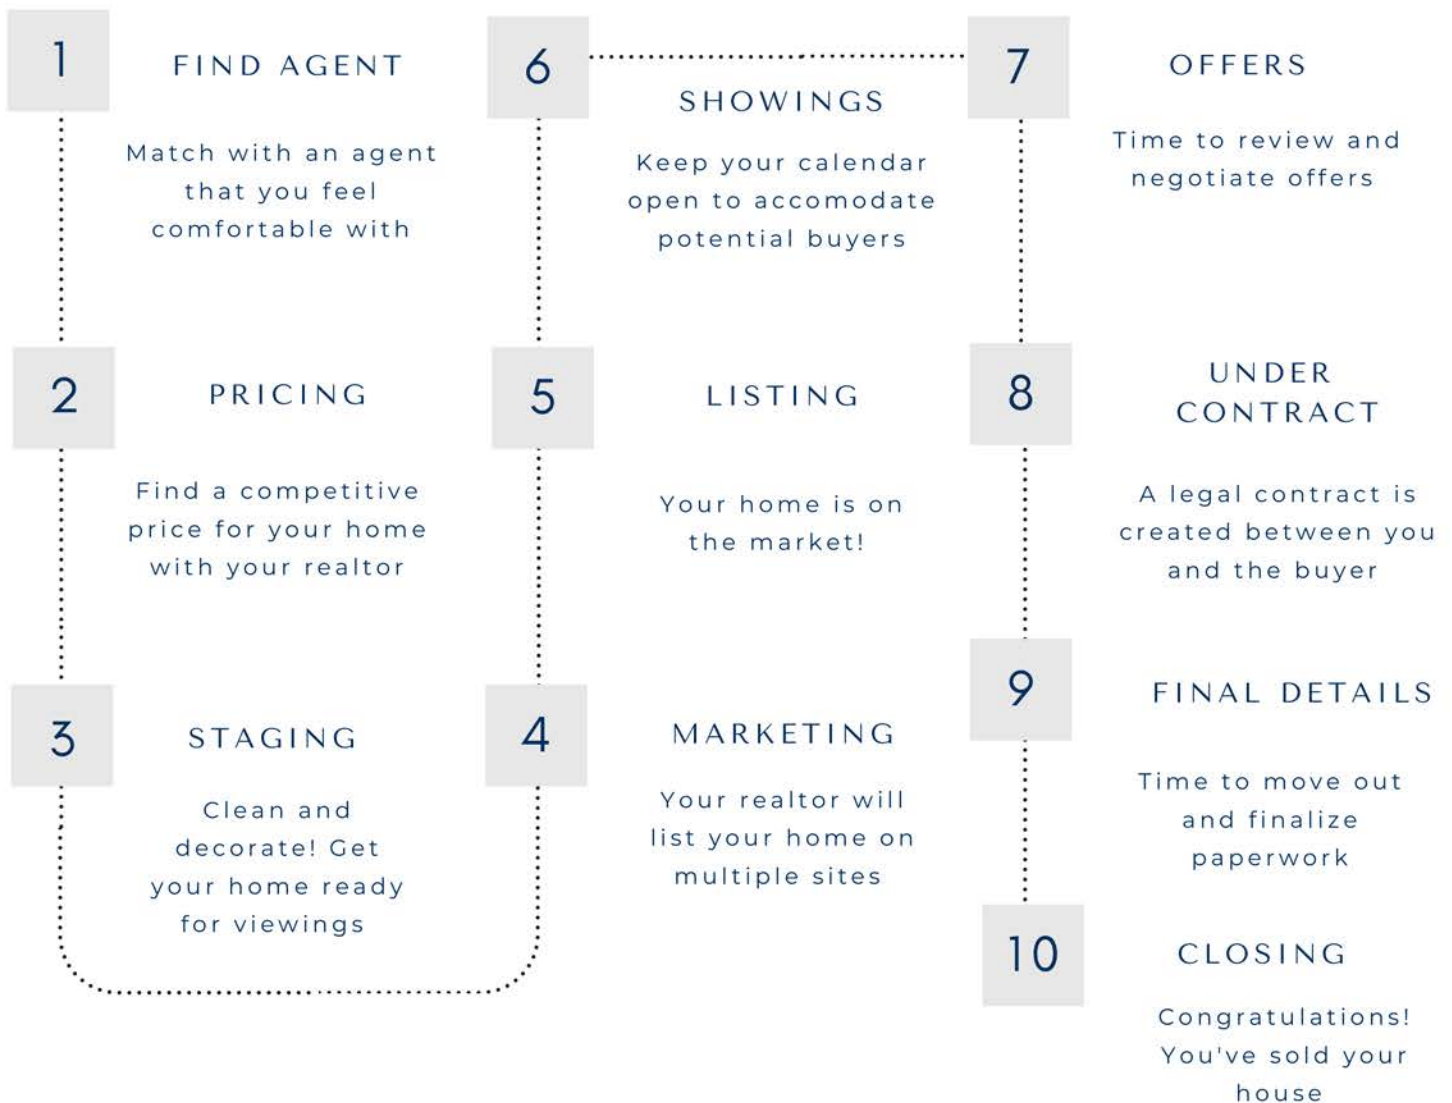 1
FIND AGENT
Match with an agent
that you feel
comfortable with
2
PRICING
Find a competitive
price for your home
with your realtor
3
STAGING
Clean and
decorate! Get
your home ready
for viewings
4
MARKETING
Your realtor will
list your home on
multiple sites
5
LISTING
Your home is on
the market!
6
SHOWINGS
Keep your calendar
open to accomodate
potential buyers
7
OFFERS
Time to review and
negotiate offers
8
UNDER
CONTRACT
A legal contract is
created between you
and the buyer
9
FINAL DETAILS
Time to move out
and finalize
paperwork
10
CLOSING
Congratulations!
You've sold your
house